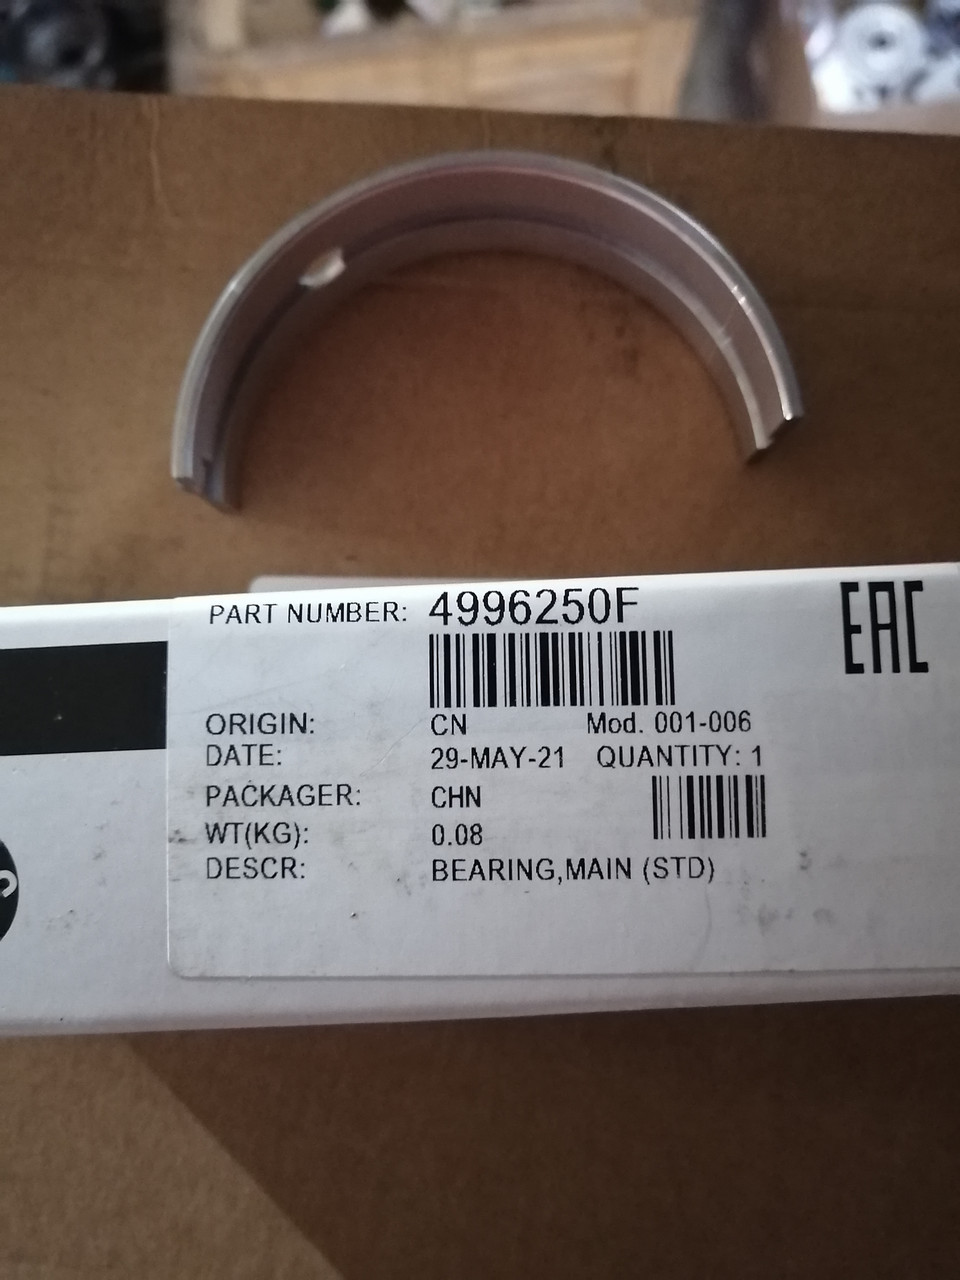 PART NUMBER: 4996250F
EAC
ORIGIN: CN Mod. 001-006
DATE: 29-MAY-21 QUANTITY: 1
PACKAGER: CHN
WT(KG): 0.08
DESCR: BEARING,MAIN (STD)